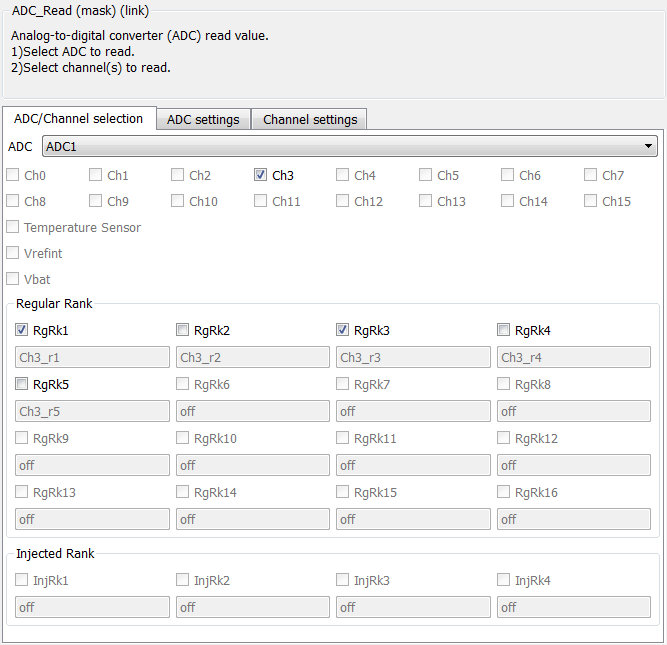 ADC_Read (mask) (link)
Analog-to-digital converter (ADC) read value.
1)Select ADC to read.
2)Select channel(s) to read.
ADC/Channel selection ADC settings Channel settings
ADC ADC1
Ch0 Ch1 Ch2 Ch3 Ch4 Ch5 Ch6 Ch7
Ch8 Ch9 Ch10 Ch11 Ch12 Ch13 Ch14 Ch15
Temperature Sensor
Vrefint
Vbat
Regular Rank
RgRk1 RgRk2 RgRk3 RgRk4
Ch3_r1 Ch3_r2 Ch3_r3 Ch3_r4
RgRk5 RgRk6 RgRk7 RgRk8
Ch3_r5 off off off
RgRk9 RgRk10 RgRk11 RgRk12
off off off off
RgRk13 RgRk14 RgRk15 RgRk16
off off off off
Injected Rank
InjRk1 InjRk2 InjRk3 InjRk4
off off off off